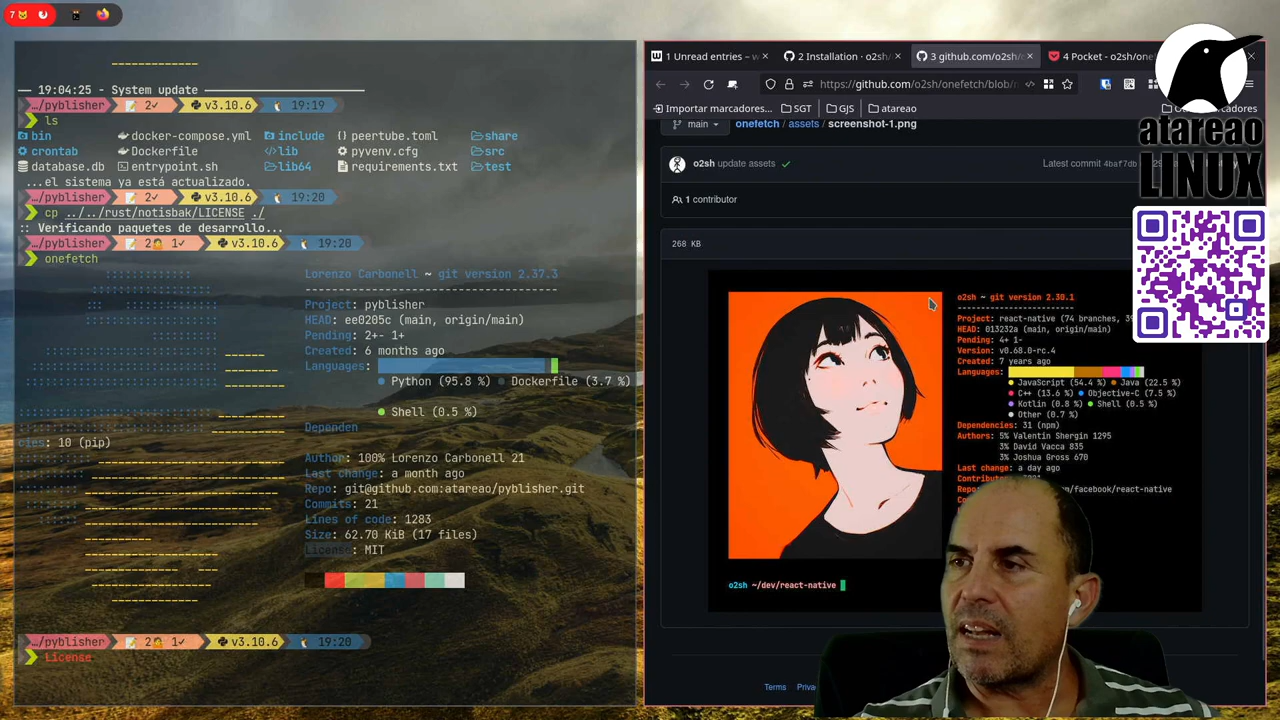 7
1 Unread entries –
2 Installation · o2sh
3 github.com/o2sh/
4 Pocket - o2sh/one
https://github.com/o2sh/onefetch/blob/
Importar marcadores…
SGT
GJS
atareao
atareao
LINUX
—— 19:04:25 - System update ——
…/pyblisher 2✓ v3.10.6 19:19
ls
bin docker-compose.yml include peertube.toml share
crontab Dockerfile lib pyvenv.cfg src
database.db entrypoint.sh lib64 requirements.txt test
...el sistema ya está actualizado.
…/pyblisher 2✓ v3.10.6 19:20
cp ../../rust/notisbak/LICENSE ./
:: Verificando paquetes de desarrollo...
…/pyblisher 2 1✓ v3.10.6 19:20
onefetch
Lorenzo Carbonell ~ git version 2.37.3
Project: pyblisher
HEAD: ee0205c (main, origin/main)
Pending: 2+- 1+
Created: 6 months ago
Languages:
Python (95.8 %) Dockerfile (3.7 %)
Shell (0.5 %)
Dependen
cies: 10 (pip)
Author: 100% Lorenzo Carbonell 21
Last change: a month ago
Repo: git@github.com:atareao/pyblisher.git
Commits: 21
Lines of code: 1283
Size: 62.70 KiB (17 files)
License: MIT
…/pyblisher 2 1✓ v3.10.6 19:20
License
main
onefetch / assets / screenshot-1.png
o2sh update assets
Latest commit 4baf7db
1 contributor
268 KB
o2sh ~ git version 2.30.1
Project: react-native (74 branches, 39
HEAD: 013232a (main, origin/main)
Pending: 4+ 1-
Version: v0.68.0-rc.4
Created: 7 years ago
Languages:
JavaScript (54.4 %) Java (22.5 %)
C++ (13.6 %) Objective-C (7.5 %)
Kotlin (0.8 %) Shell (0.5 %)
Other (0.7 %)
Dependencies: 31 (npm)
Authors: 5% Valentin Shergin 1295
3% David Vacca 835
3% Joshua Gross 670
Last change: a day ago
Contribut
Repo
m/facebook/react-native
o2sh ~/dev/react-native
Terms
Priva